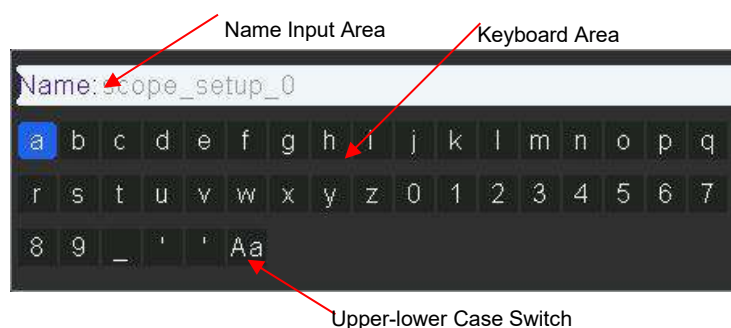 Name Input Area
Keyboard Area
Name: scope_setup_0
a b c d e f g h i j k l m n o p q
r s t u v w x y z 0 1 2 3 4 5 6 7
8 9 _ ' ' Aa
Upper-lower Case Switch